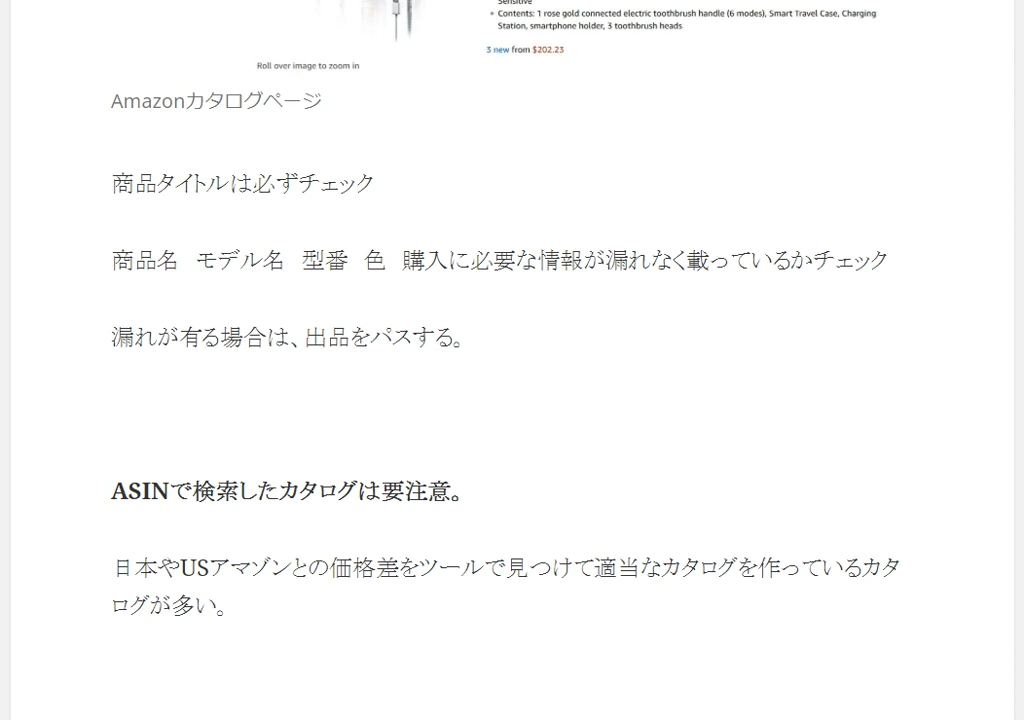 Sensitive
• Contents: 1 rose gold connected electric toothbrush handle (6 modes), Smart Travel Case, Charging
Station, smartphone holder, 3 toothbrush heads
3 new from $202.23
Roll over image to zoom in
Amazonカタログページ
商品タイトルは必ずチェック
商品名　モデル名　型番　色　購入に必要な情報が漏れなく載っているかチェック
漏れが有る場合は、出品をパスする。
ASINで検索したカタログは要注意。
日本やUSアマゾンとの価格差をツールで見つけて適当なカタログを作っているカタ
ログが多い。